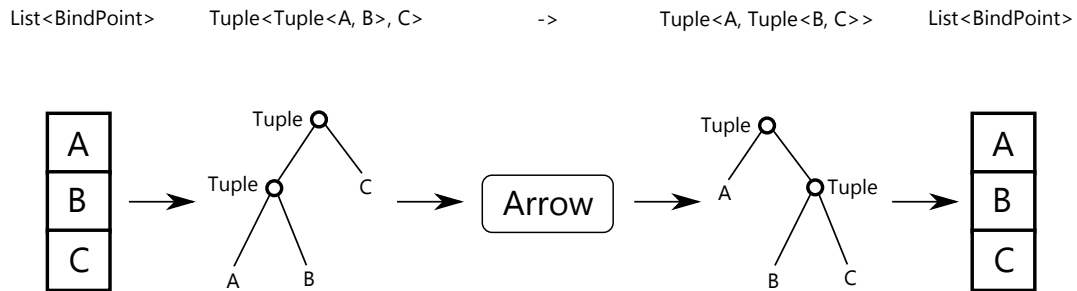 List<BindPoint> Tuple<Tuple<A, B>, C> -> Tuple<A, Tuple<B, C>> List<BindPoint>
Tuple
Tuple
A
A
Tuple
C
B
Arrow
A
Tuple
B
C
C
A
B
B
C
A
B
C